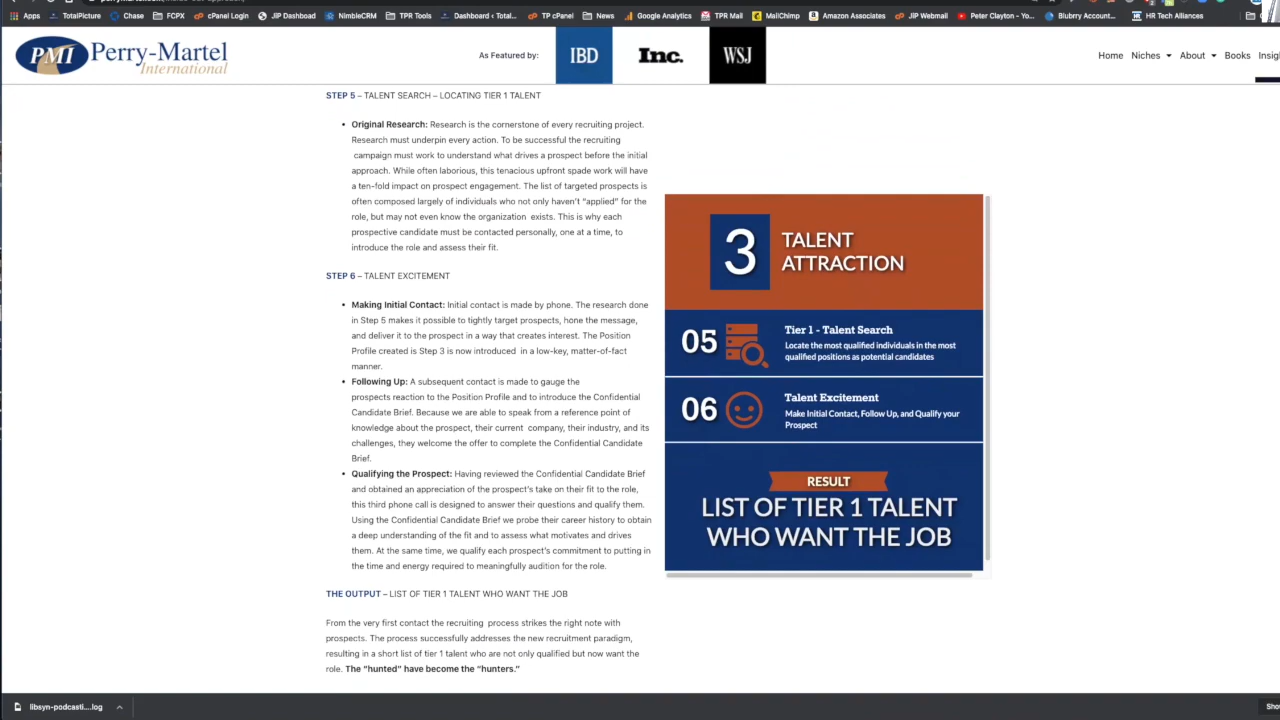 ATSApplications
TotalPicture
Chase
FCPX
cPanel Login
JIP Dashboard
NimbleCRM
TPR Tools
Dashboard ‹ Total...
TP cPanel
News
Google Analytics
TPR Mail
MailChimp
Amazon Associates
JIP Webmail
Peter Clayton - Yo...
Blubrry Account...
HR Tech Alliances
PMI Perry-Martel
International
As Featured by:
IBD
Inc.
WSJ
Home
Niches
About
Books
STEP 5 – TALENT SEARCH – LOCATING TIER 1 TALENT
• Original Research: Research is the cornerstone of every recruiting project.
Research must underpin every action. To be successful the recruiting
campaign must work to understand what drives a prospect before the initial
approach. While often laborious, this tenacious upfront spade work will have
a ten-fold impact on prospect engagement. The list of targeted prospects is
often composed largely of individuals who not only haven't “applied” for the
role, but may not even know the organization exists. This is why each
prospective candidate must be contacted personally, one at a time, to
introduce the role and assess their fit.
STEP 6 – TALENT EXCITEMENT
• Making Initial Contact: Initial contact is made by phone. The research done
in Step 5 makes it possible to tightly target prospects, hone the message,
and deliver it to the prospect in a way that creates interest. The Position
Profile created is Step 3 is now introduced in a low-key, matter-of-fact
manner.
• Following Up: A subsequent contact is made to gauge the
prospects reaction to the Position Profile and to introduce the Confidential
Candidate Brief. Because we are able to speak from a reference point of
knowledge about the prospect, their current company, their industry, and its
challenges, they welcome the offer to complete the Confidential Candidate
Brief.
• Qualifying the Prospect: Having reviewed the Confidential Candidate Brief
and obtained an appreciation of the prospect's take on their fit to the role,
this third phone call is designed to answer their questions and qualify them.
Using the Confidential Candidate Brief we probe their career history to obtain
a deep understanding of the fit and to assess what motivates and drives
them. At the same time, we qualify each prospect's commitment to putting in
the time and energy required to meaningfully audition for the role.
THE OUTPUT – LIST OF TIER 1 TALENT WHO WANT THE JOB
From the very first contact the recruiting process strikes the right note with
prospects. The process successfully addresses the new recruitment paradigm,
resulting in a short list of tier 1 talent who are not only qualified but now want the
role. The “hunted” have become the “hunters.”
3
TALENT
ATTRACTION
05
Tier 1 - Talent Search
Locate the most qualified individuals in the most
qualified positions as potential candidates
06
Talent Excitement
Make Initial Contact, Follow Up, and Qualify your
Prospect
RESULT
LIST OF TIER 1 TALENT
WHO WANT THE JOB
libsyn-podcasti....log